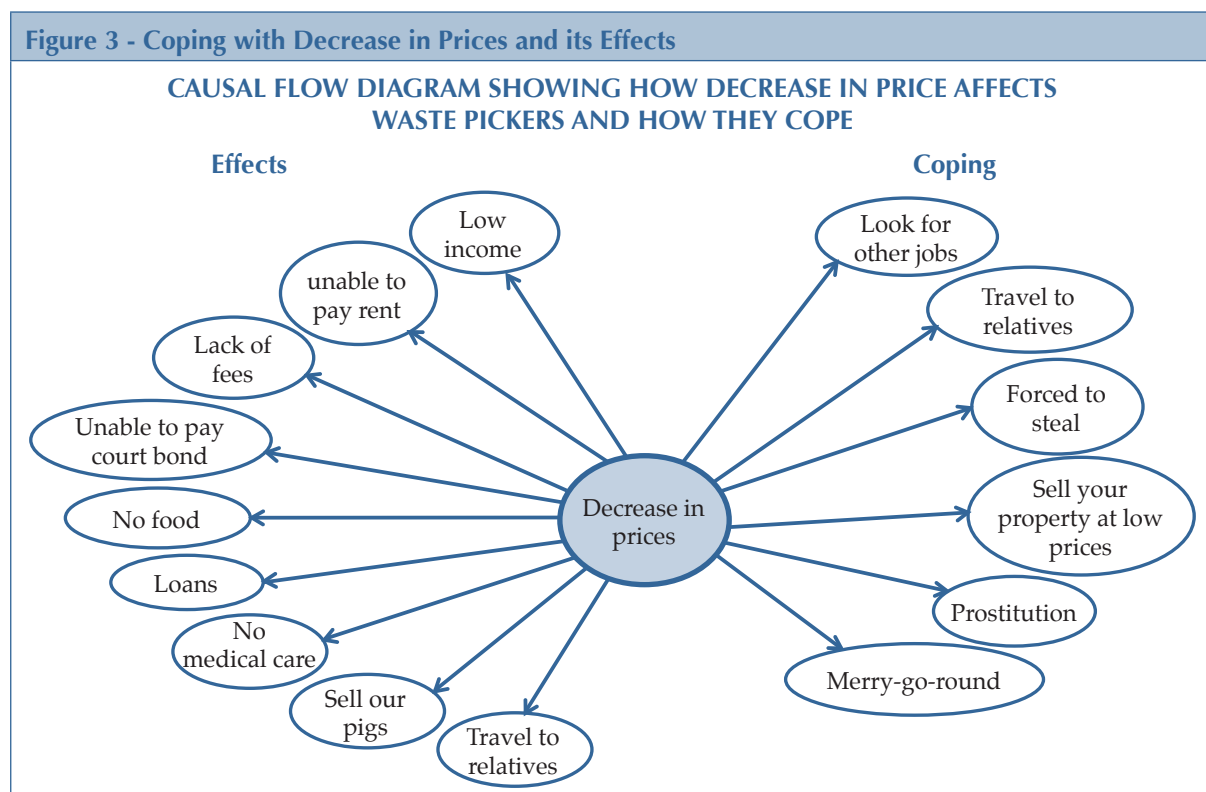 Figure 3 - Coping with Decrease in Prices and its Effects
CAUSAL FLOW DIAGRAM SHOWING HOW DECREASE IN PRICE AFFECTS
WASTE PICKERS AND HOW THEY COPE
Effects
Low
income
unable to
pay rent
Lack of
fees
Unable to pay
court bond
No food
Loans
No
medical care
Sell our
pigs
Travel to
relatives
Decrease in
prices
Coping
Look for
other jobs
Travel to
relatives
Forced to
steal
Sell your
property at low
prices
Prostitution
Merry-go-round